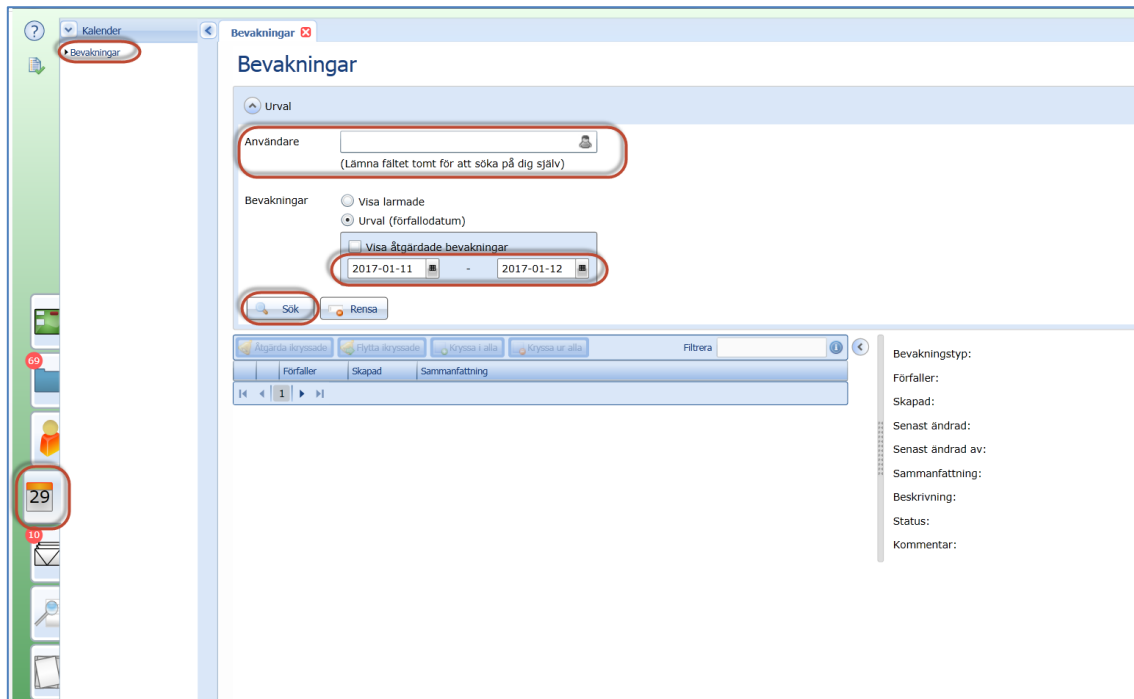 ?
Kalender
Bevakningar
Bevakningar
Bevakningar
Urval
Användare
(Lämna fältet tomt för att söka på dig själv)
Bevakningar
Visa larmade
Urval (förfallodatum)
Visa åtgärdade bevakningar
2017-01-11 - 2017-01-12
Sök Rensa
Åtgärda ikryssade Flytta ikryssade Kryssa i alla Kryssa ur alla Filtrera
Förfaller Skapad Sammanfattning
1
Bevakningstyp:
Förfaller:
Skapad:
Senast ändrad:
Senast ändrad av:
Sammanfattning:
Beskrivning:
Status:
Kommentar:
69
29
10